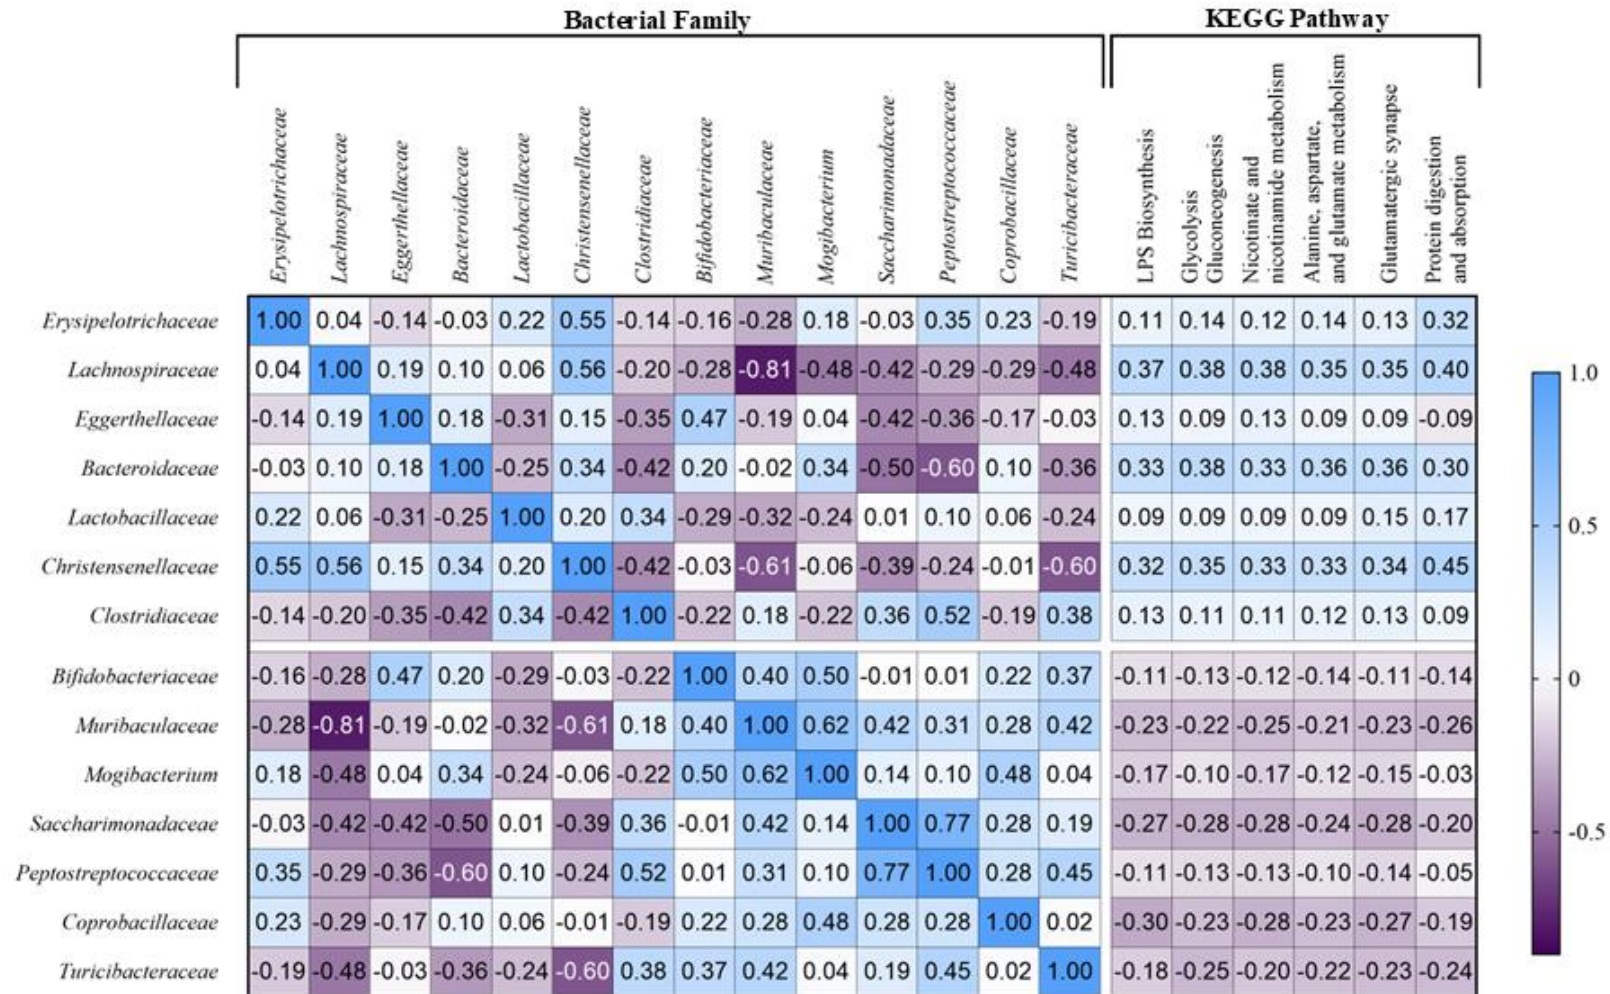 Bacterial Family
KEGG Pathway
Erysipelotrichaceae
Lachnospiraceae
Eggerthellaceae
Bacteroidaceae
Lactobacillaceae
Christensenellaceae
Clostridiaceae
Bifidobacteriaceae
Muribaculaceae
Mogibacterium
Saccharimonadaceae
Peptostreptococcaceae
Coprobacillaceae
Turicibacteraceae
LPS Biosynthesis
Glycolysis
Gluconeogenesis
Nicotinate and
nicotinamide metabolism
Alanine, aspartate,
and glutamate metabolism
Glutamatergic synapse
Protein digestion
and absorption
Erysipelotrichaceae 1.00 0.04 -0.14 -0.03 0.22 0.55 -0.14 -0.16 -0.28 0.18 -0.03 0.35 0.23 -0.19 0.11 0.14 0.12 0.14 0.13 0.32
Lachnospiraceae 0.04 1.00 0.19 0.10 0.06 0.56 -0.20 -0.28 -0.81 -0.48 -0.42 -0.29 -0.29 -0.48 0.37 0.38 0.38 0.35 0.35 0.40
Eggerthellaceae -0.14 0.19 1.00 0.18 -0.31 0.15 -0.35 0.47 -0.19 0.04 -0.42 -0.36 -0.17 -0.03 0.13 0.09 0.13 0.09 0.09 -0.09
Bacteroidaceae -0.03 0.10 0.18 1.00 -0.25 0.34 -0.42 0.20 -0.02 0.34 -0.50 -0.60 0.10 -0.36 0.33 0.38 0.33 0.36 0.36 0.30
Lactobacillaceae 0.22 0.06 -0.31 -0.25 1.00 0.20 0.34 -0.29 -0.32 -0.24 0.01 0.10 0.06 -0.24 0.09 0.09 0.09 0.09 0.15 0.17
Christensenellaceae 0.55 0.56 0.15 0.34 0.20 1.00 -0.42 -0.03 -0.61 -0.06 -0.39 -0.24 -0.01 -0.60 0.32 0.35 0.33 0.33 0.34 0.45
Clostridiaceae -0.14 -0.20 -0.35 -0.42 0.34 -0.42 1.00 -0.22 0.18 -0.22 0.36 0.52 -0.19 0.38 0.13 0.11 0.11 0.12 0.13 0.09
Bifidobacteriaceae -0.16 -0.28 0.47 0.20 -0.29 -0.03 -0.22 1.00 0.40 0.50 -0.01 0.01 0.22 0.37 -0.11 -0.13 -0.12 -0.14 -0.11 -0.14
Muribaculaceae -0.28 -0.81 -0.19 -0.02 -0.32 -0.61 0.18 0.40 1.00 0.62 0.42 0.31 0.28 0.42 -0.23 -0.22 -0.25 -0.21 -0.23 -0.26
Mogibacterium 0.18 -0.48 0.04 0.34 -0.24 -0.06 -0.22 0.50 0.62 1.00 0.14 0.10 0.48 0.04 -0.17 -0.10 -0.17 -0.12 -0.15 -0.03
Saccharimonadaceae -0.03 -0.42 -0.42 -0.50 0.01 -0.39 0.36 -0.01 0.42 0.14 1.00 0.77 0.28 0.19 -0.27 -0.28 -0.28 -0.24 -0.28 -0.20
Peptostreptococcaceae 0.35 -0.29 -0.36 -0.60 0.10 -0.24 0.52 0.01 0.31 0.10 0.77 1.00 0.28 0.45 -0.11 -0.13 -0.13 -0.10 -0.14 -0.05
Coprobacillaceae 0.23 -0.29 -0.17 0.10 0.06 -0.01 -0.19 0.22 0.28 0.48 0.28 0.28 1.00 0.02 -0.30 -0.23 -0.28 -0.23 -0.27 -0.19
Turicibacteraceae -0.19 -0.48 -0.03 -0.36 -0.24 -0.60 0.38 0.37 0.42 0.04 0.19 0.45 0.02 1.00 -0.18 -0.25 -0.20 -0.22 -0.23 -0.24
1.0
0.5
0
-0.5